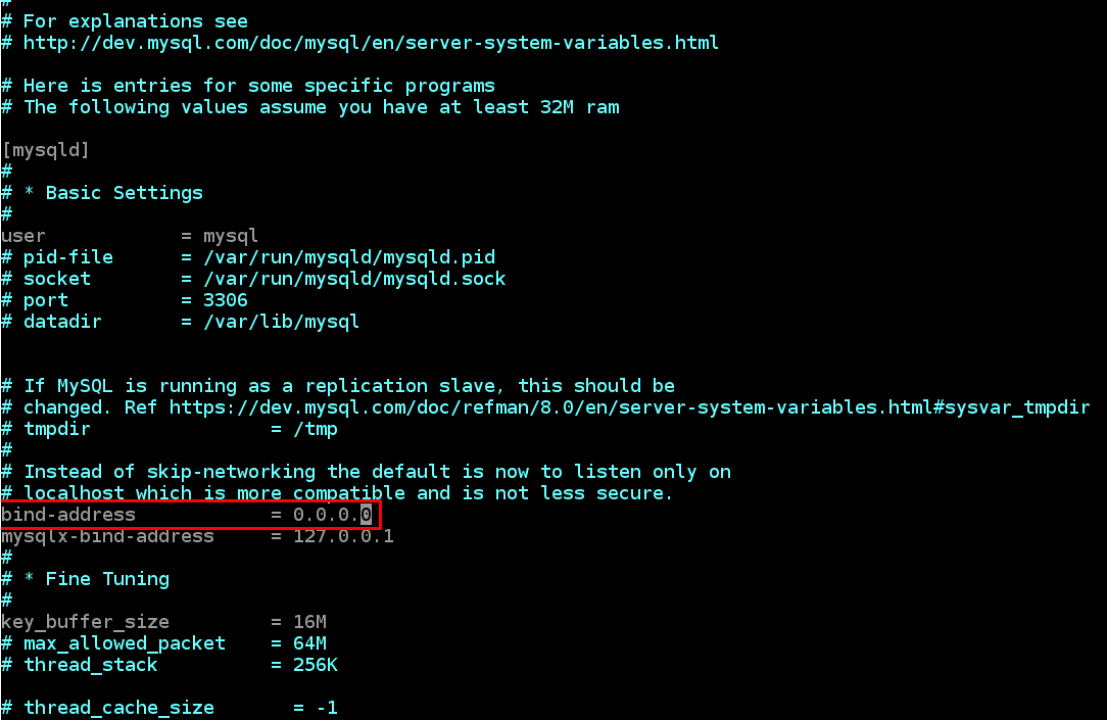 #
# For explanations see
# http://dev.mysql.com/doc/mysql/en/server-system-variables.html
# Here is entries for some specific programs
# The following values assume you have at least 32M ram
[mysqld]
#
# * Basic Settings
#
user            = mysql
# pid-file      = /var/run/mysqld/mysqld.pid
# socket        = /var/run/mysqld/mysqld.sock
# port          = 3306
# datadir       = /var/lib/mysql
# If MySQL is running as a replication slave, this should be
# changed. Ref https://dev.mysql.com/doc/refman/8.0/en/server-system-variables.html#sysvar_tmpdir
# tmpdir                = /tmp
#
# Instead of skip-networking the default is now to listen only on
# localhost which is more compatible and is not less secure.
bind-address            = 0.0.0.0
mysqlx-bind-address     = 127.0.0.1
#
# * Fine Tuning
#
key_buffer_size         = 16M
# max_allowed_packet    = 64M
# thread_stack          = 256K
# thread_cache_size       = -1